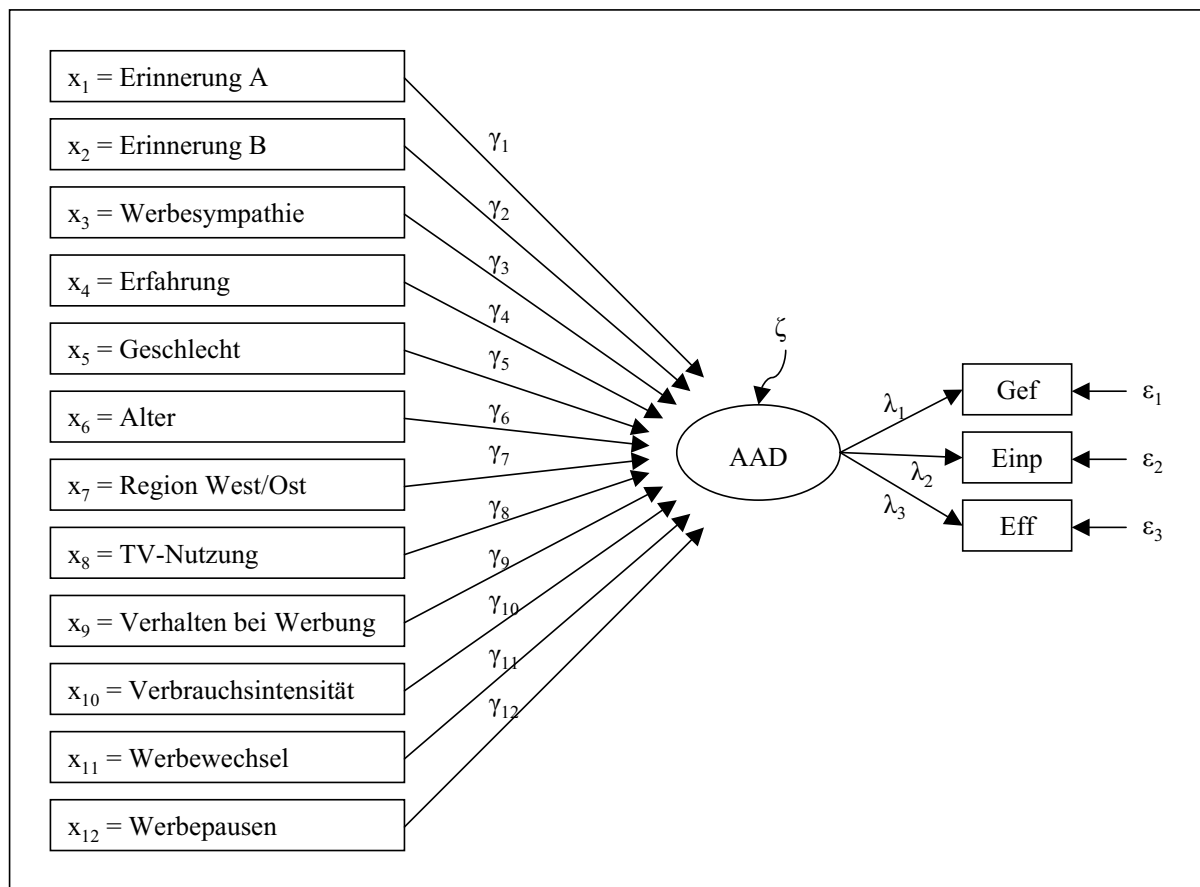 x₁ = Erinnerung A
x₂ = Erinnerung B
x₃ = Werbesympathie
x₄ = Erfahrung
x₅ = Geschlecht
x₆ = Alter
x₇ = Region West/Ost
x₈ = TV-Nutzung
x₉ = Verhalten bei Werbung
x₁₀ = Verbrauchsintensität
x₁₁ = Werbewechsel
x₁₂ = Werbepausen
γ₁
γ₂
γ₃
γ₄
γ₅
γ₆
γ₇
γ₈
γ₉
γ₁₀
γ₁₁
γ₁₂
ζ
AAD
λ₁
λ₂
λ₃
Gef
Einp
Eff
ε₁
ε₂
ε₃